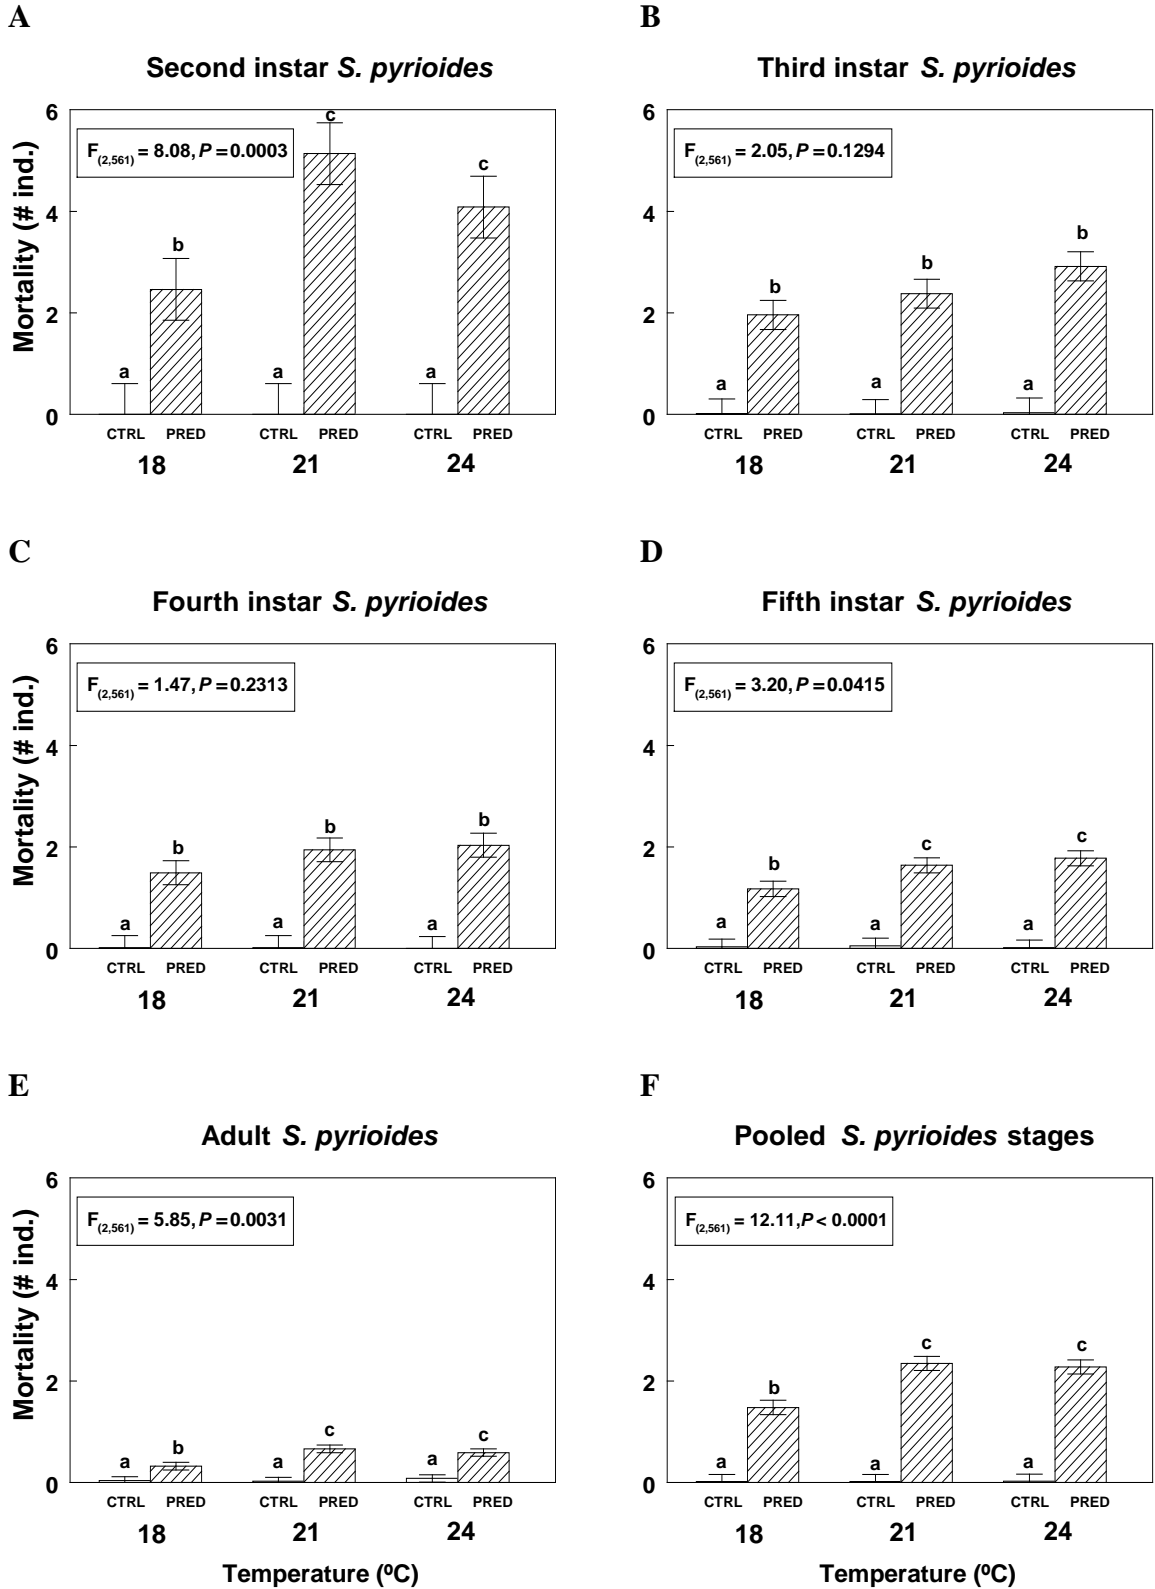 A
Second instar S. pyrioides
6
4
2
0
Mortality (# ind.)
F(2,561) = 8.08, P = 0.0003
a
b
a
c
a
c
CTRL PRED CTRL PRED CTRL PRED
18 21 24
B
Third instar S. pyrioides
6
4
2
0
F(2,561) = 2.05, P = 0.1294
a
b
a
b
a
b
CTRL PRED CTRL PRED CTRL PRED
18 21 24
C
Fourth instar S. pyrioides
6
4
2
0
Mortality (# ind.)
F(2,561) = 1.47, P = 0.2313
a
b
a
b
a
b
CTRL PRED CTRL PRED CTRL PRED
18 21 24
D
Fifth instar S. pyrioides
6
4
2
0
F(2,561) = 3.20, P = 0.0415
a
b
a
c
a
c
CTRL PRED CTRL PRED CTRL PRED
18 21 24
E
Adult S. pyrioides
6
4
2
0
Mortality (# ind.)
F(2,561) = 5.85, P = 0.0031
a
b
a
c
a
c
CTRL PRED CTRL PRED CTRL PRED
18 21 24
Temperature (ºC)
F
Pooled S. pyrioides stages
6
4
2
0
F(2,561) = 12.11, P < 0.0001
a
b
a
c
a
c
CTRL PRED CTRL PRED CTRL PRED
18 21 24
Temperature (ºC)